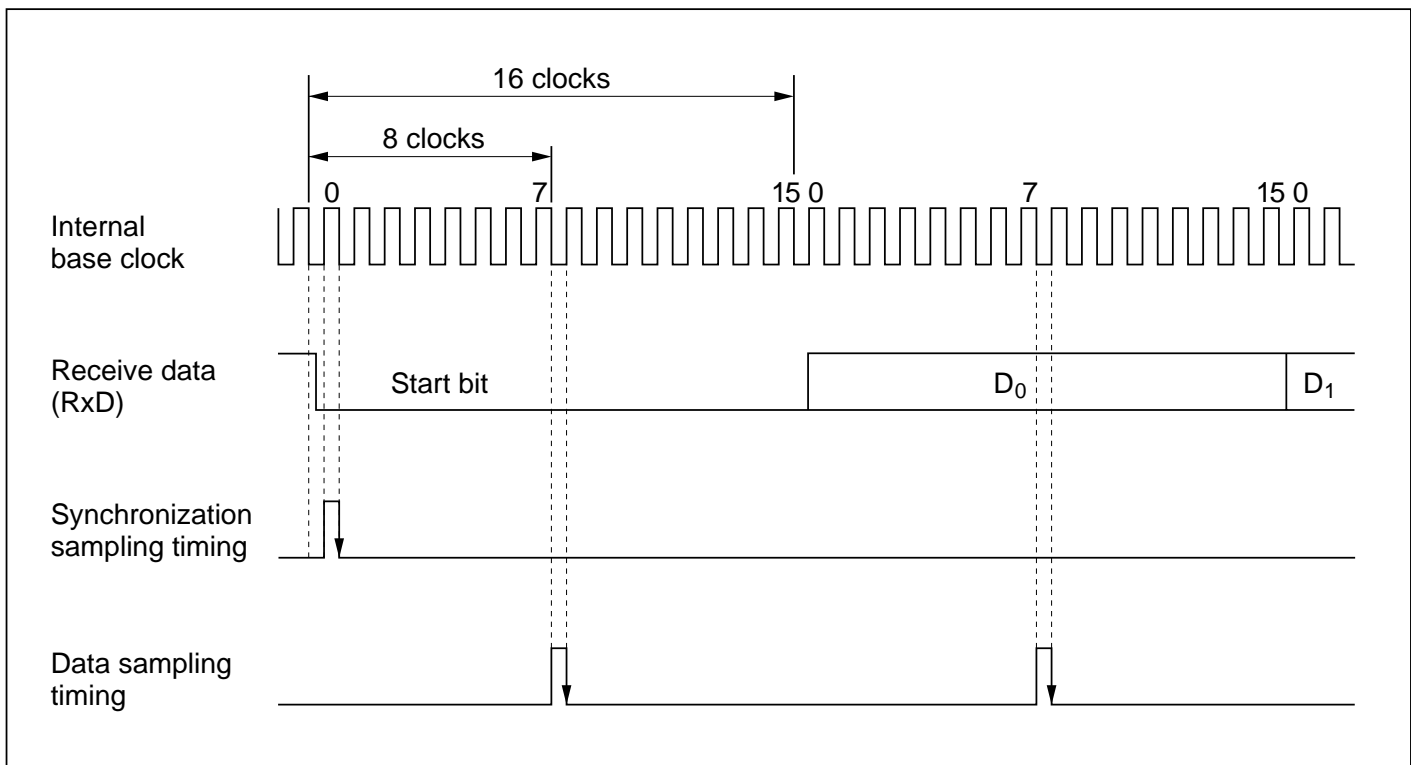 16 clocks
8 clocks
0 7 15 0 7 15 0
Internal
base clock
Receive data
(RxD)
Start bit D₀ D₁
Synchronization
sampling timing
Data sampling
timing